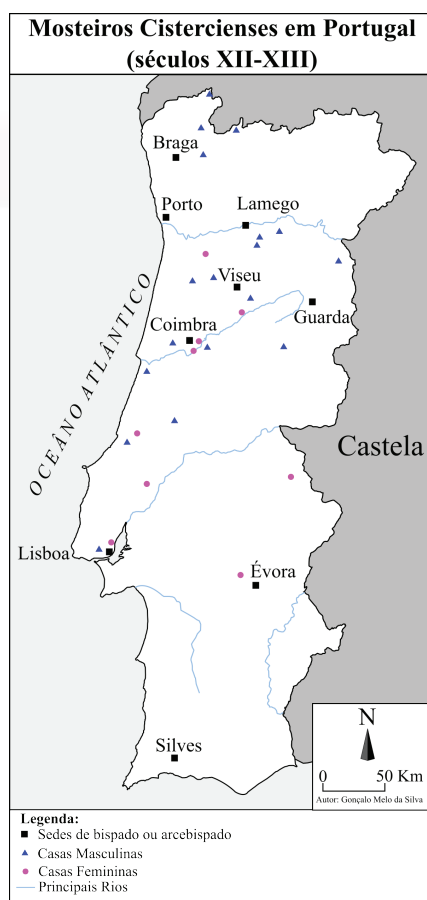 Mosteiros Cistercienses em Portugal
(séculos XII-XIII)
Braga
Porto
Lamego
Viseu
Guarda
Coimbra
OCEÂNO ATLÂNTICO
Castela
Lisboa
Évora
Silves
N
0 50 Km
Autor: Gonçalo Melo da Silva
Legenda:
Sedes de bispado ou arcebispado
Casas Masculinas
Casas Femininas
Principais Rios